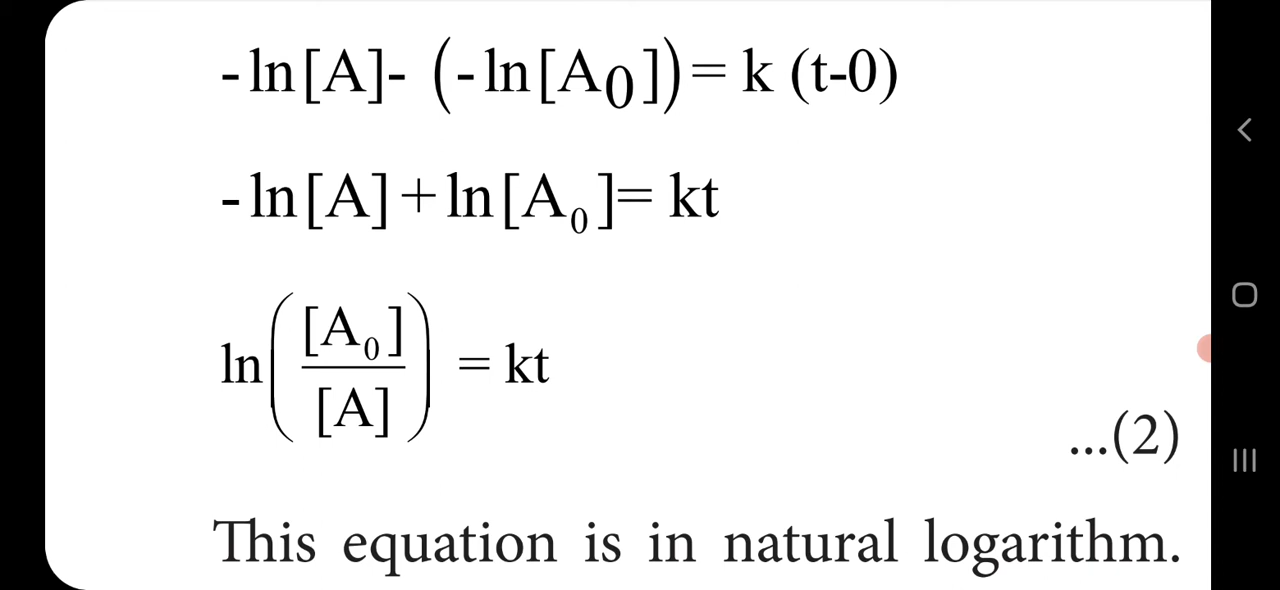 -ln[A]- (-ln[A0])= k (t-0)
-ln[A]+ln[A₀]= kt
ln([A₀]/[A]) = kt
...(2)
This equation is in natural logarithm.